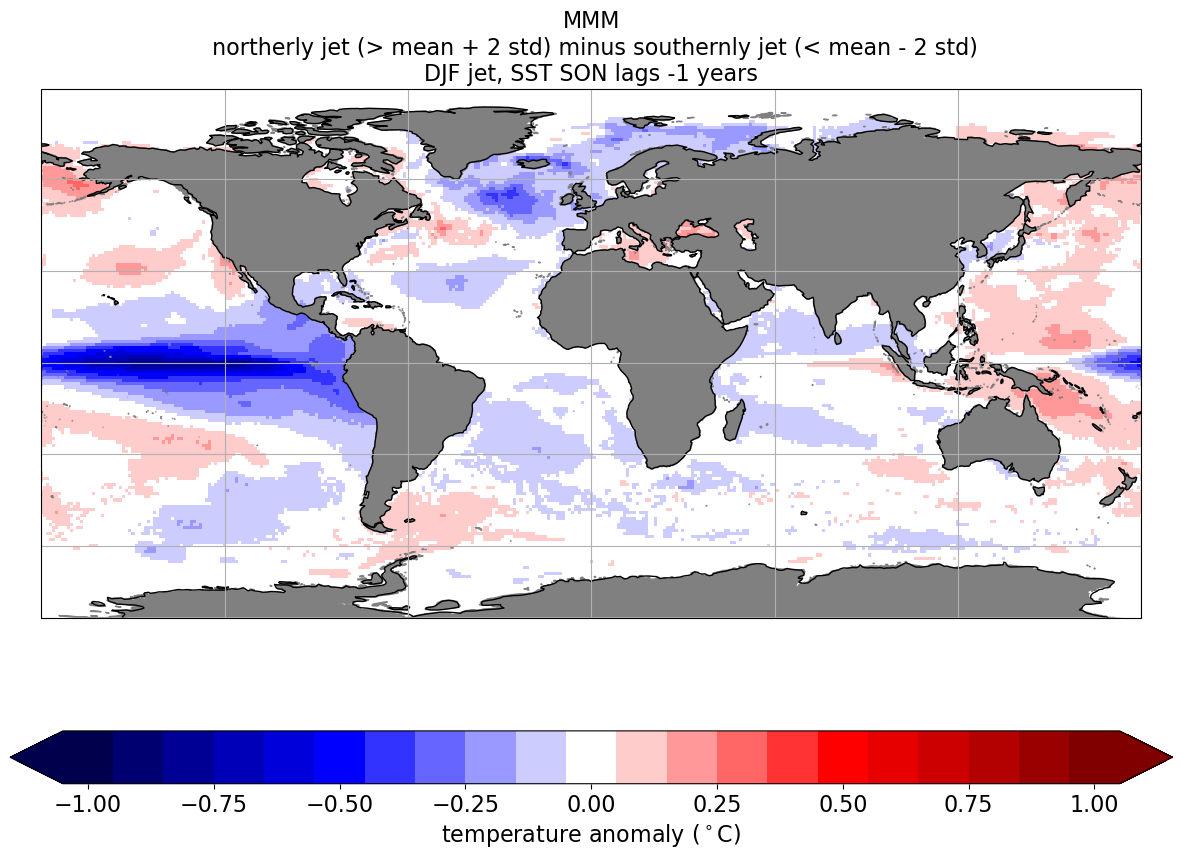 MMM
northerly jet (> mean + 2 std) minus southernly jet (< mean - 2 std)
DJF jet, SST SON lags -1 years
−1.00 −0.75 −0.50 −0.25 0.00 0.25 0.50 0.75 1.00
temperature anomaly (°C)